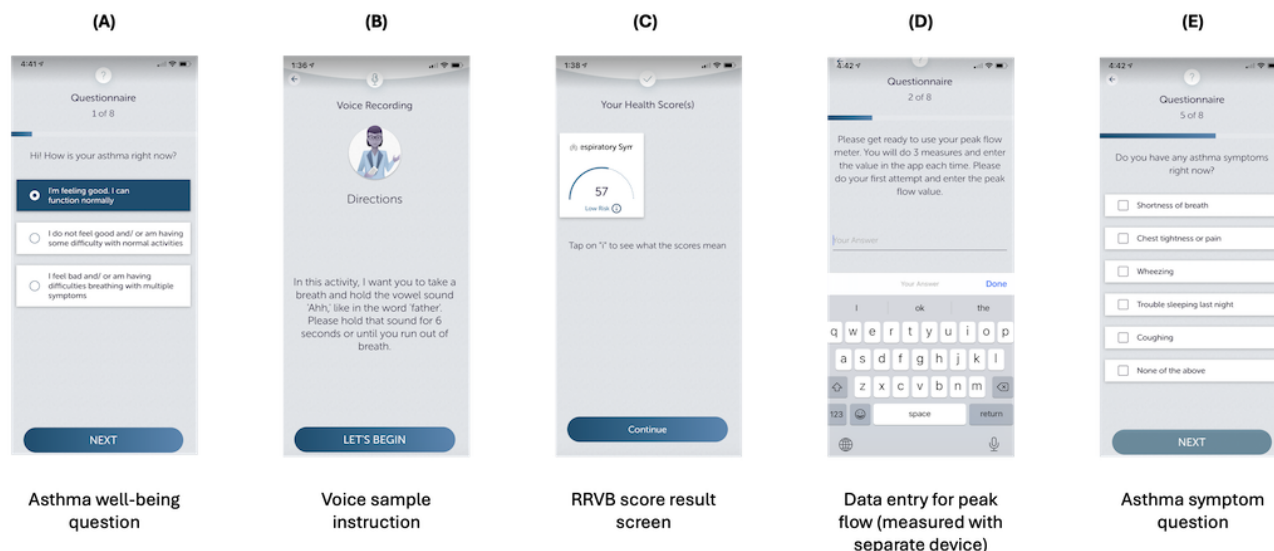 (A)
4:41
?
Questionnaire
1 of 8
Hi! How is your asthma right now?
I'm feeling good. I can
function normally
I do not feel good and/ or am having
some difficulty with normal activities
I feel bad and/ or am having
difficulties breathing with multiple
symptoms
NEXT
Asthma well-being
question
(B)
1:36
Voice Recording
Directions
In this activity, I want you to take a
breath and hold the vowel sound
'Ahh,' like in the word 'father'.
Please hold that sound for 6
seconds or until you run out of
breath.
LET'S BEGIN
Voice sample
instruction
(C)
1:38
Your Health Score(s)
espiratory Sym
57
Low Risk i
Tap on "i" to see what the scores mean
Continue
RRVB score result
screen
(D)
4:42
?
Questionnaire
2 of 8
Please get ready to use your peak flow
meter. You will do 3 measures and enter
the value in the app each time. Please
do your first attempt and enter the peak
flow value.
Your Answer
Your Answer Done
I ok the
q w e r t y u i o p
a s d f g h j k l
z x c v b n m
123 space return
Data entry for peak
flow (measured with
separate device)
(E)
4:42
?
Questionnaire
5 of 8
Do you have any asthma symptoms
right now?
Shortness of breath
Chest tightness or pain
Wheezing
Trouble sleeping last night
Coughing
None of the above
NEXT
Asthma symptom
question